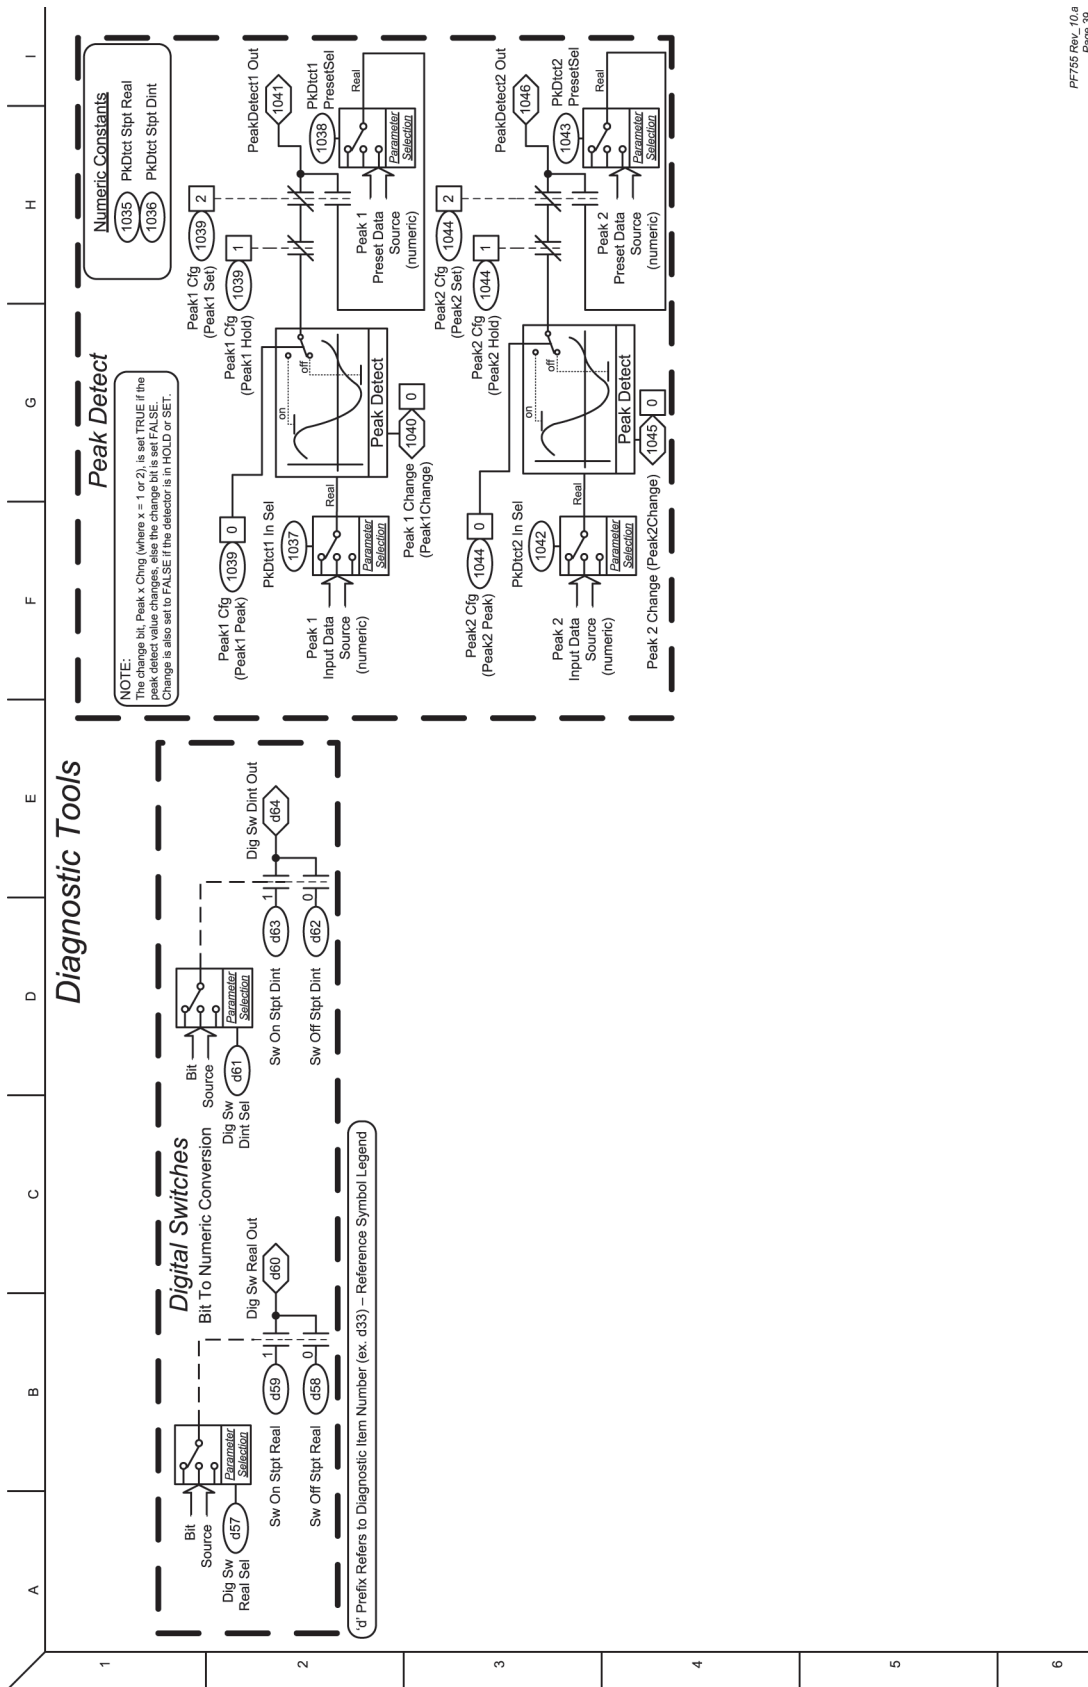 A
B
C
D
E
F
G
H
I
1
2
3
4
5
6
Diagnostic Tools
Digital Switches
Bit To Numeric Conversion
Bit
Source
Parameter
Selection
Dig Sw
Real Sel
d57
Sw On Stpt Real
d59
1
Sw Off Stpt Real
d58
0
Dig Sw Real Out
d60
Bit
Source
Parameter
Selection
Dig Sw
Dint Sel
d61
Sw On Stpt Dint
d63
1
Sw Off Stpt Dint
d62
0
Dig Sw Dint Out
d64
'd' Prefix Refers to Diagnostic Item Number (ex. d33) – Reference Symbol Legend
Peak Detect
NOTE:
The change bit, Peak x Chng (where x = 1 or 2), is set TRUE if the
peak detect value changes, else the change bit is set FALSE.
Change is also set to FALSE if the detector is in HOLD or SET.
Numeric Constants
1035 PkDtct Stpt Real
1036 PkDtct Stpt Dint
Peak1 Cfg
(Peak1 Peak)
1039 0
PkDtct1 In Sel
1037
Peak 1
Input Data
Source
(numeric)
Parameter
Selection
Real
on
off
Peak Detect
Peak 1 Change
(Peak1Change)
1040 0
Peak1 Cfg
(Peak1 Set)
1039 2
Peak1 Cfg
(Peak1 Hold)
1039 1
PeakDetect1 Out
1041
PkDtct1
PresetSel
1038
Peak 1
Preset Data
Source
(numeric)
Parameter
Selection
Real
Peak2 Cfg
(Peak2 Peak)
1044 0
PkDtct2 In Sel
1042
Peak 2
Input Data
Source
(numeric)
Parameter
Selection
Real
on
off
Peak Detect
Peak 2 Change (Peak2Change)
1045 0
Peak2 Cfg
(Peak2 Set)
1044 2
Peak2 Cfg
(Peak2 Hold)
1044 1
PeakDetect2 Out
1046
PkDtct2
PresetSel
1043
Peak 2
Preset Data
Source
(numeric)
Parameter
Selection
Real
PF755 Rev_10.a
Page 39